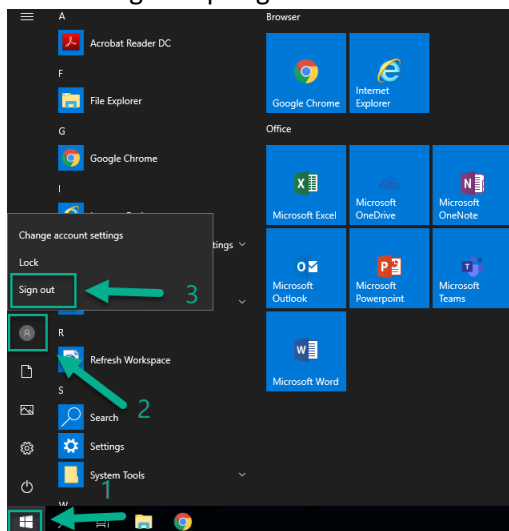 A
Acrobat Reader DC
F
File Explorer
G
Google Chrome
I
Change account settings
tings
Lock
Sign out
3
R
Refresh Workspace
2
S
Search
Settings
System Tools
1
Browser
Google Chrome
Internet
Explorer
Office
Microsoft Excel
Microsoft
OneDrive
Microsoft
OneNote
Microsoft
Outlook
Microsoft
Powerpoint
Microsoft
Teams
Microsoft Word